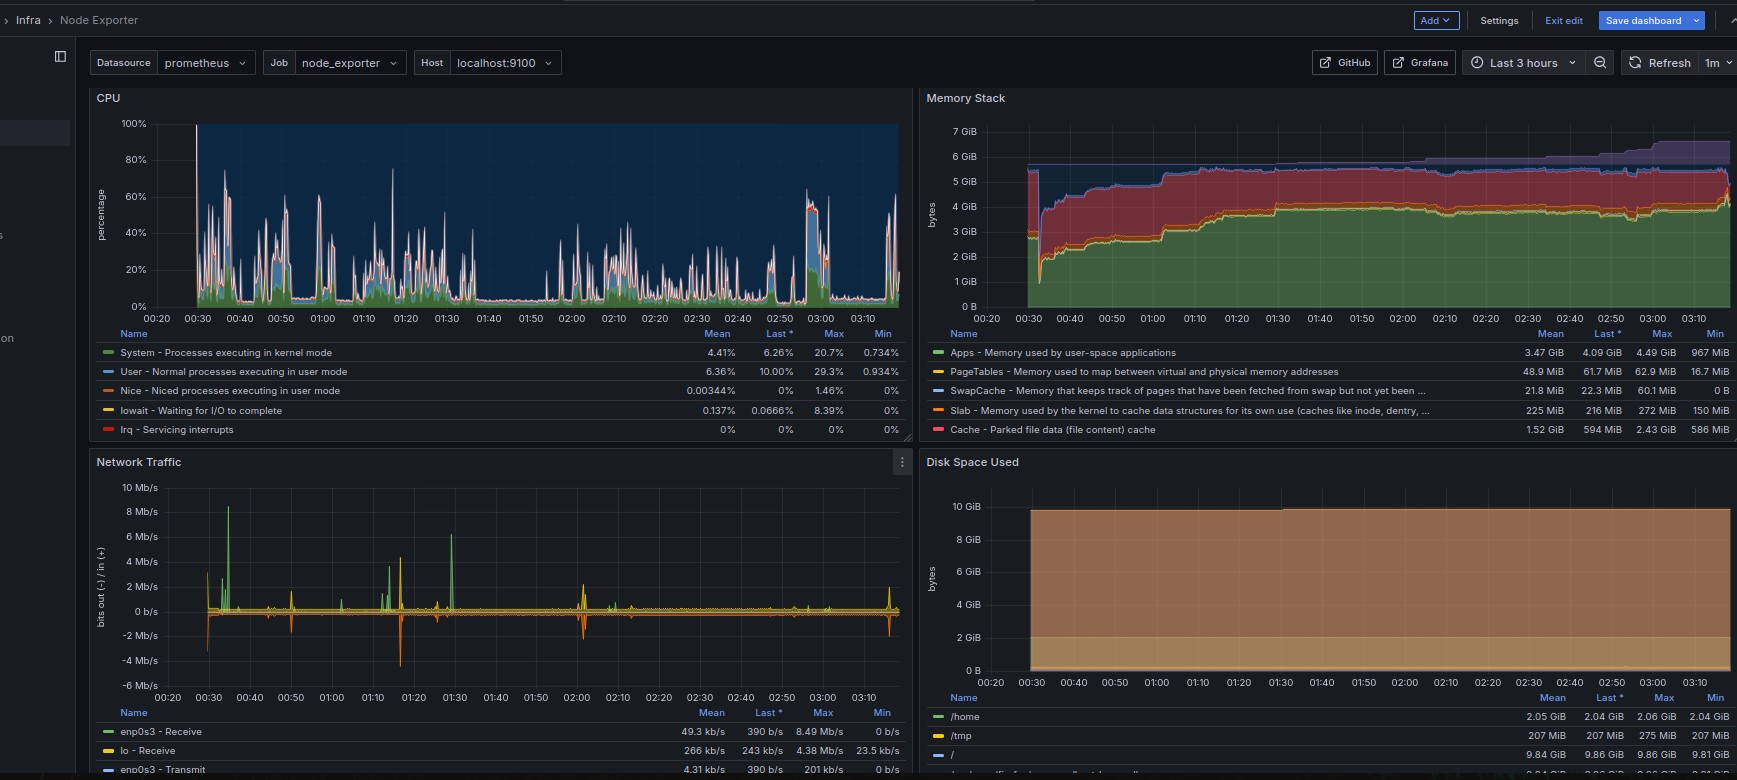 › Infra › Node Exporter
Add Settings Exit edit Save dashboard
Datasource prometheus Job node_exporter Host localhost:9100
GitHub Grafana Last 3 hours Refresh 1m
s
on
CPU
100%
80%
60%
40%
20%
0%
percentage
00:20 00:30 00:40 00:50 01:00 01:10 01:20 01:30 01:40 01:50 02:00 02:10 02:20 02:30 02:40 02:50 03:00 03:10
Name Mean Last * Max Min
System - Processes executing in kernel mode 4.41% 6.26% 20.7% 0.734%
User - Normal processes executing in user mode 6.36% 10.00% 29.3% 0.934%
Nice - Niced processes executing in user mode 0.00344% 0% 1.46% 0%
Iowait - Waiting for I/O to complete 0.137% 0.0666% 8.39% 0%
Irq - Servicing interrupts 0% 0% 0% 0%
Memory Stack
7 GiB
6 GiB
5 GiB
4 GiB
3 GiB
2 GiB
1 GiB
0 B
bytes
00:20 00:30 00:40 00:50 01:00 01:10 01:20 01:30 01:40 01:50 02:00 02:10 02:20 02:30 02:40 02:50 03:00 03:10
Name Mean Last * Max Min
Apps - Memory used by user-space applications 3.47 GiB 4.09 GiB 4.49 GiB 967 MiB
PageTables - Memory used to map between virtual and physical memory addresses 48.9 MiB 61.7 MiB 62.9 MiB 16.7 MiB
SwapCache - Memory that keeps track of pages that have been fetched from swap but not yet been ... 21.8 MiB 22.3 MiB 60.1 MiB 0 B
Slab - Memory used by the kernel to cache data structures for its own use (caches like inode, dentry, ... 225 MiB 216 MiB 272 MiB 150 MiB
Cache - Parked file data (file content) cache 1.52 GiB 594 MiB 2.43 GiB 586 MiB
Network Traffic
10 Mb/s
8 Mb/s
6 Mb/s
4 Mb/s
2 Mb/s
0 b/s
-2 Mb/s
-4 Mb/s
-6 Mb/s
bits out (-) / in (+)
00:20 00:30 00:40 00:50 01:00 01:10 01:20 01:30 01:40 01:50 02:00 02:10 02:20 02:30 02:40 02:50 03:00 03:10
Name Mean Last * Max Min
enp0s3 - Receive 49.3 kb/s 390 b/s 8.49 Mb/s 0 b/s
lo - Receive 266 kb/s 243 kb/s 4.38 Mb/s 23.5 kb/s
enp0s3 - Transmit 4.31 kb/s 390 b/s 201 kb/s 0 b/s
Disk Space Used
10 GiB
8 GiB
6 GiB
4 GiB
2 GiB
0 B
bytes
00:20 00:30 00:40 00:50 01:00 01:10 01:20 01:30 01:40 01:50 02:00 02:10 02:20 02:30 02:40 02:50 03:00 03:10
Name Mean Last * Max Min
/home 2.05 GiB 2.04 GiB 2.06 GiB 2.04 GiB
/tmp 207 MiB 207 MiB 275 MiB 207 MiB
/ 9.84 GiB 9.86 GiB 9.86 GiB 9.81 GiB